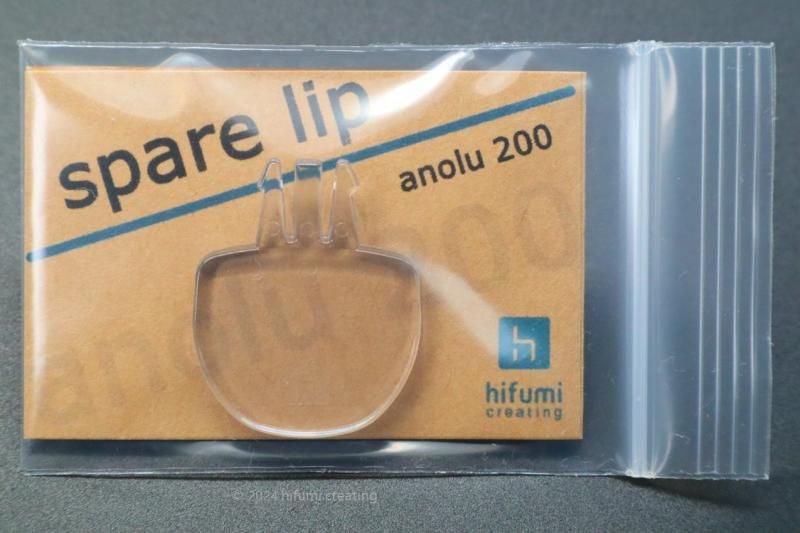 spare lip
anolu 200
anolu 200
h
hifumi
creating
© 2024 hifumi creating